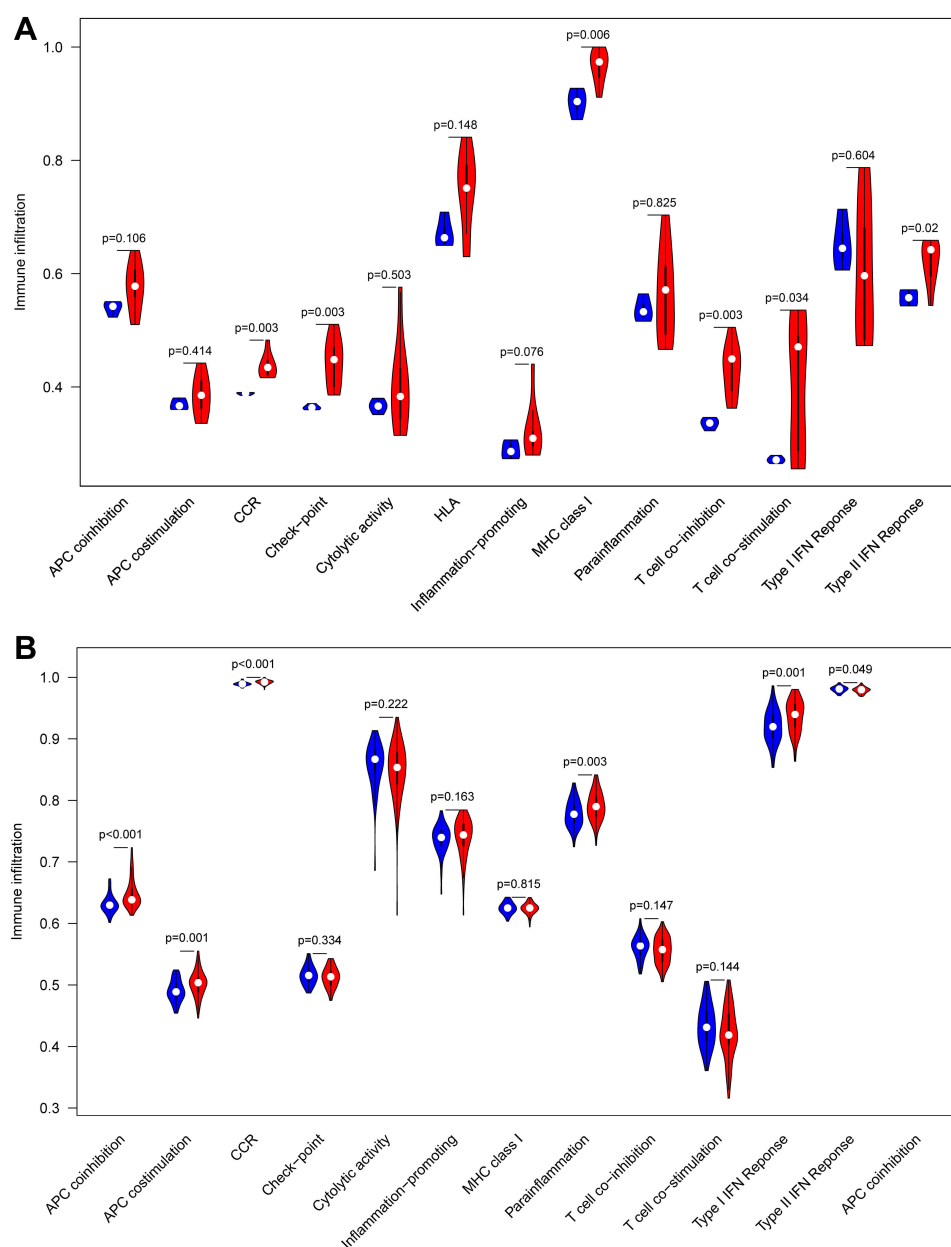 A
Immune infiltration
1.0
0.8
0.6
0.4
p=0.106
p=0.414
p=0.003
p=0.003
p=0.503
p=0.148
p=0.076
p=0.006
p=0.825
p=0.003
p=0.034
p=0.604
p=0.02
APC coinhibition
APC costimulation
CCR
Check−point
Cytolytic activity
HLA
Inflammation−promoting
MHC class I
Parainflammation
T cell co−inhibition
T cell co−stimulation
Type I IFN Reponse
Type II IFN Reponse
B
Immune infiltration
1.0
0.9
0.8
0.7
0.6
0.5
0.4
0.3
p<0.001
p=0.001
p<0.001
p=0.334
p=0.222
p=0.163
p=0.815
p=0.003
p=0.147
p=0.144
p=0.001
p=0.049
APC coinhibition
APC costimulation
CCR
Check−point
Cytolytic activity
Inflammation−promoting
MHC class I
Parainflammation
T cell co−inhibition
T cell co−stimulation
Type I IFN Reponse
Type II IFN Reponse
APC coinhibition